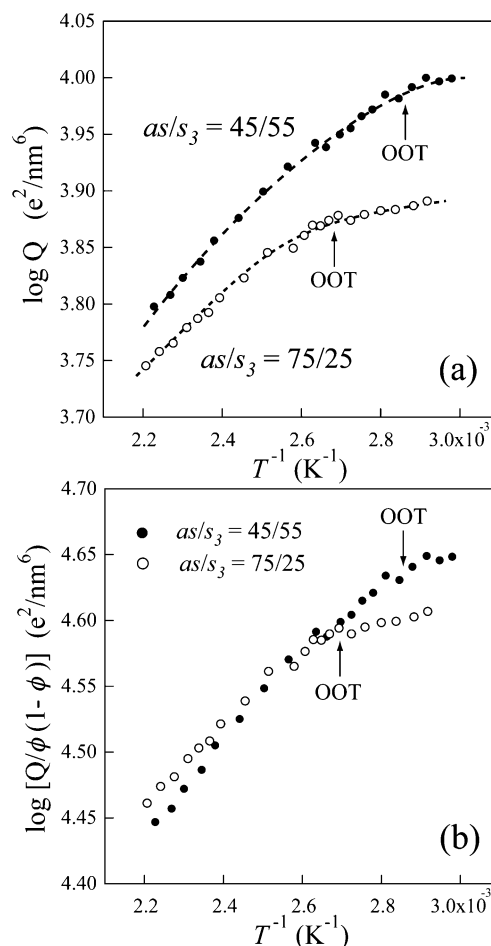 (a)
4.00
3.95
3.90
3.85
3.80
3.75
3.70
log Q (e²/nm⁶)
as/s₃ = 45/55
OOT
OOT
as/s₃ = 75/25
2.2 2.4 2.6 2.8 3.0x10⁻³
T⁻¹ (K⁻¹)
(b)
4.70
4.65
4.60
4.55
4.50
4.45
4.40
log [Q/ϕ(1-ϕ)] (e²/nm⁶)
as/s₃ = 45/55
as/s₃ = 75/25
OOT
OOT
2.2 2.4 2.6 2.8 3.0x10⁻³
T⁻¹ (K⁻¹)